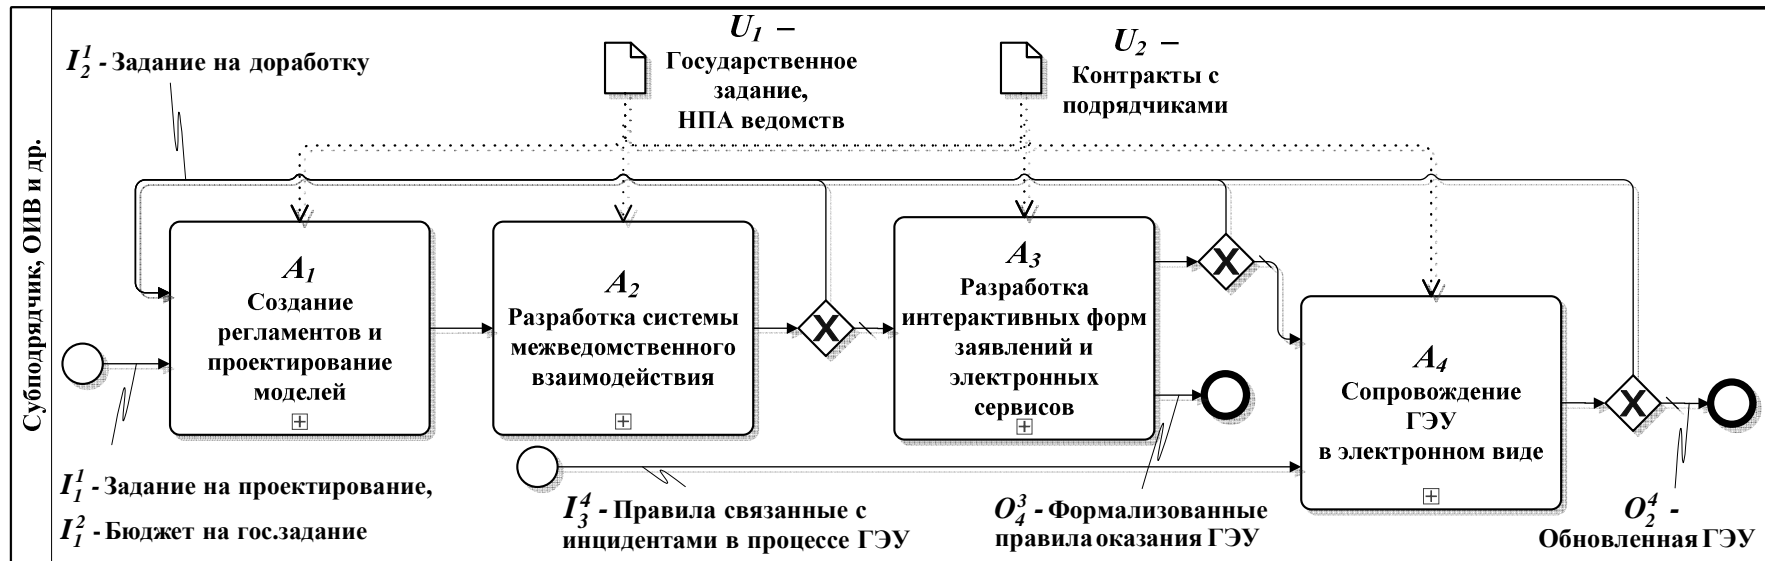 Субподрядчик, ОИВ и др.
I₂¹ - Задание на доработку
U₁ –
Государственное
задание,
НПА ведомств
U₂ –
Контракты с
подрядчиками
A₁
Создание
регламентов и
проектирование
моделей
A₂
Разработка системы
межведомственного
взаимодействия
X
A₃
Разработка
интерактивных форм
заявлений и
электронных
сервисов
X
A₄
Сопровождение
ГЭУ
в электронном виде
X
I₁¹ - Задание на проектирование,
I₁² - Бюджет на гос.задание
I₃⁴ - Правила связанные с
инцидентами в процессе ГЭУ
O₄³ - Формализованные
правила оказания ГЭУ
O₂⁴ -
Обновленная ГЭУ